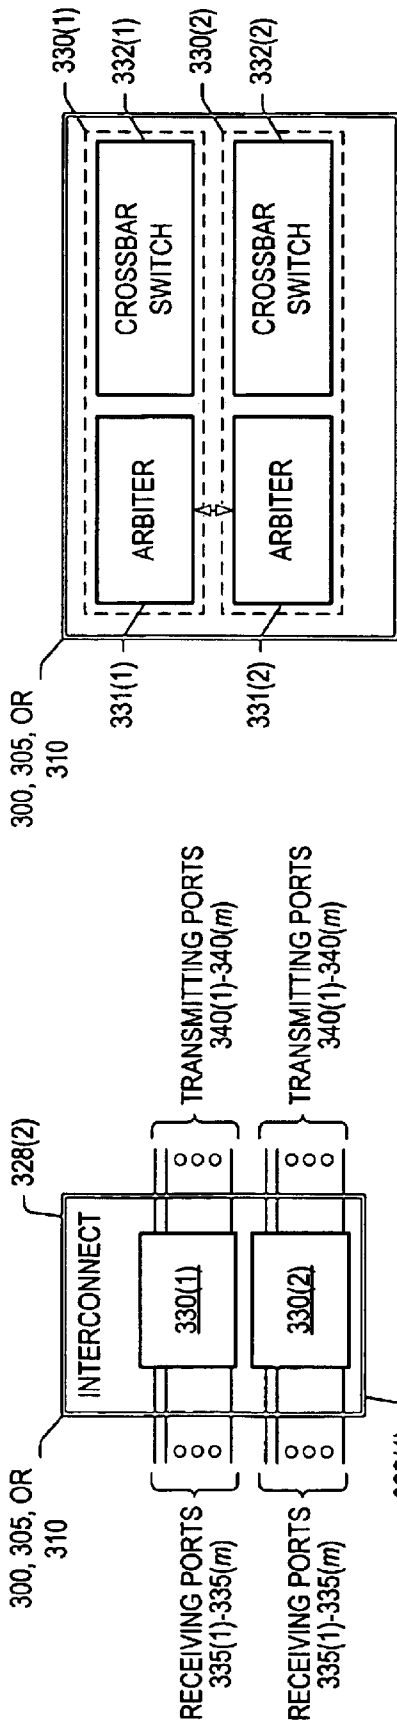 300, 305, OR
310
INTERCONNECT
328(2)
330(1)
330(2)
RECEIVING PORTS
335(1)-335(m)
RECEIVING PORTS
335(1)-335(m)
TRANSMITTING PORTS
340(1)-340(m)
TRANSMITTING PORTS
340(1)-340(m)
300, 305, OR
310
331(1)
331(2)
ARBITER
CROSSBAR
SWITCH
ARBITER
CROSSBAR
SWITCH
330(1)
332(1)
330(2)
332(2)